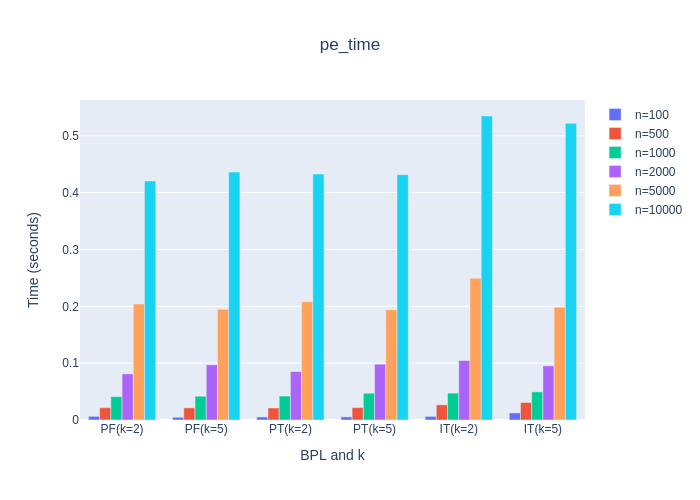 pe_time
n=100
n=500
n=1000
n=2000
n=5000
n=10000
Time (seconds)
0.5
0.4
0.3
0.2
0.1
0
PF(k=2) PF(k=5) PT(k=2) PT(k=5) IT(k=2) IT(k=5)
BPL and k